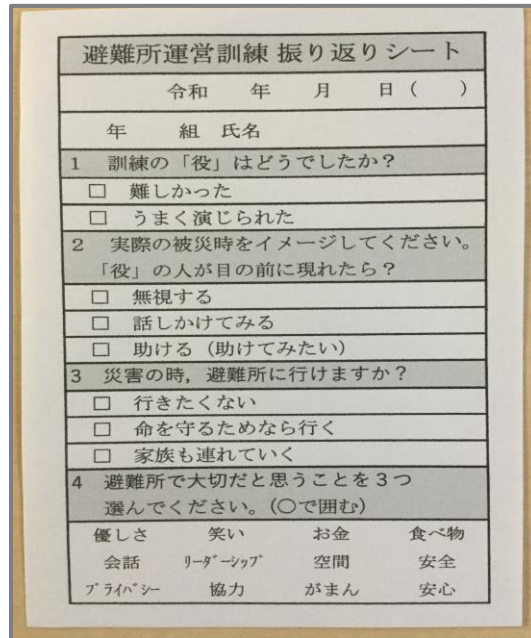 避難所運営訓練 振り返りシート
令和　　年　　月　　日（　　）
年　　組　氏名
1　訓練の「役」はどうでしたか？
□　難しかった
□　うまく演じられた
2　実際の被災時をイメージしてください。
「役」の人が目の前に現れたら？
□　無視する
□　話しかけてみる
□　助ける（助けてみたい）
3　災害の時，避難所に行けますか？
□　行きたくない
□　命を守るためなら行く
□　家族も連れていく
4　避難所で大切だと思うことを３つ
選んでください。（○で囲む）
優しさ　　笑い　　お金　　食べ物
会話　　ﾘｰﾀﾞｰｼｯﾌﾟ　　空間　　安全
ﾌﾟﾗｲﾊﾞｼｰ　　協力　　がまん　　安心